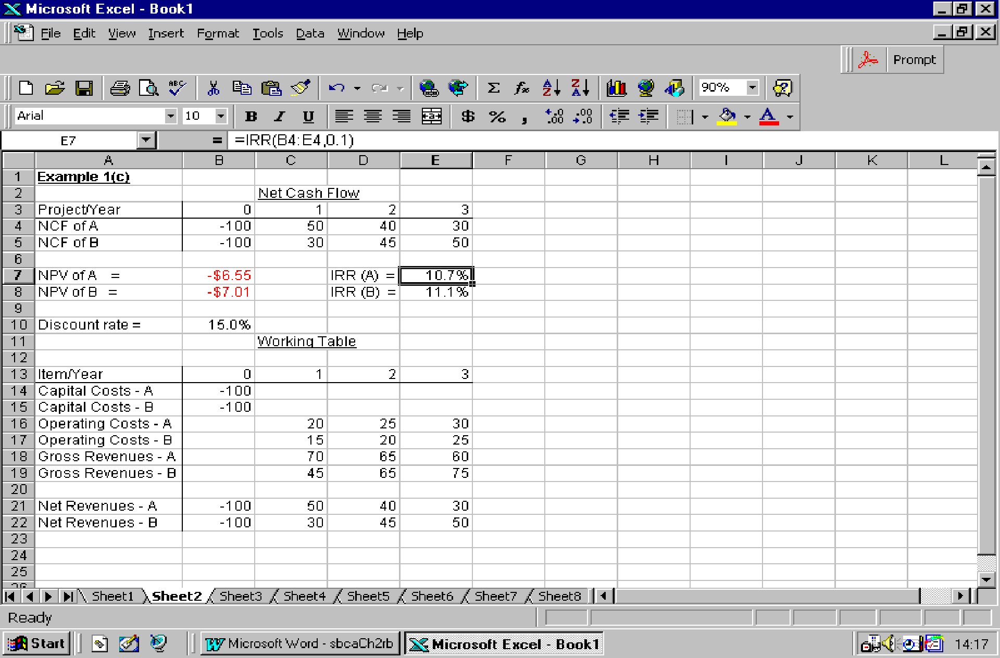 Microsoft Excel - Book1
File Edit View Insert Format Tools Data Window Help
Prompt
ABC Σ fx A Z Z A 90% ?
Arial 10 B I U a $ % , .0 .00 .00 .0 A
E7 = =IRR(B4:E4,0.1)
A B C D E F G H I J K L
1 Example 1(c)
2 Net Cash Flow
3 Project/Year 0 1 2 3
4 NCF of A -100 50 40 30
5 NCF of B -100 30 45 50
6
7 NPV of A = -$6.55 IRR (A) = 10.7%
8 NPV of B = -$7.01 IRR (B) = 11.1%
9
10 Discount rate = 15.0%
11 Working Table
12
13 Item/Year 0 1 2 3
14 Capital Costs - A -100
15 Capital Costs - B -100
16 Operating Costs - A 20 25 30
17 Operating Costs - B 15 20 25
18 Gross Revenues - A 70 65 60
19 Gross Revenues - B 45 65 75
20
21 Net Revenues - A -100 50 40 30
22 Net Revenues - B -100 30 45 50
23
24
25
26
Sheet1 Sheet2 Sheet3 Sheet4 Sheet5 Sheet6 Sheet7 Sheet8
Ready
Start Microsoft Word - sbcaCh2rb Microsoft Excel - Book1 14:17